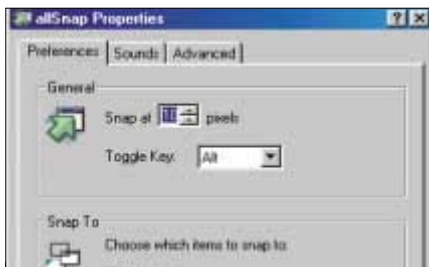 allSnap Properties
Preferences Sounds Advanced
General
Snap at 10 pixels
Toggle Key: Alt
Snap To
Choose which items to snap to: